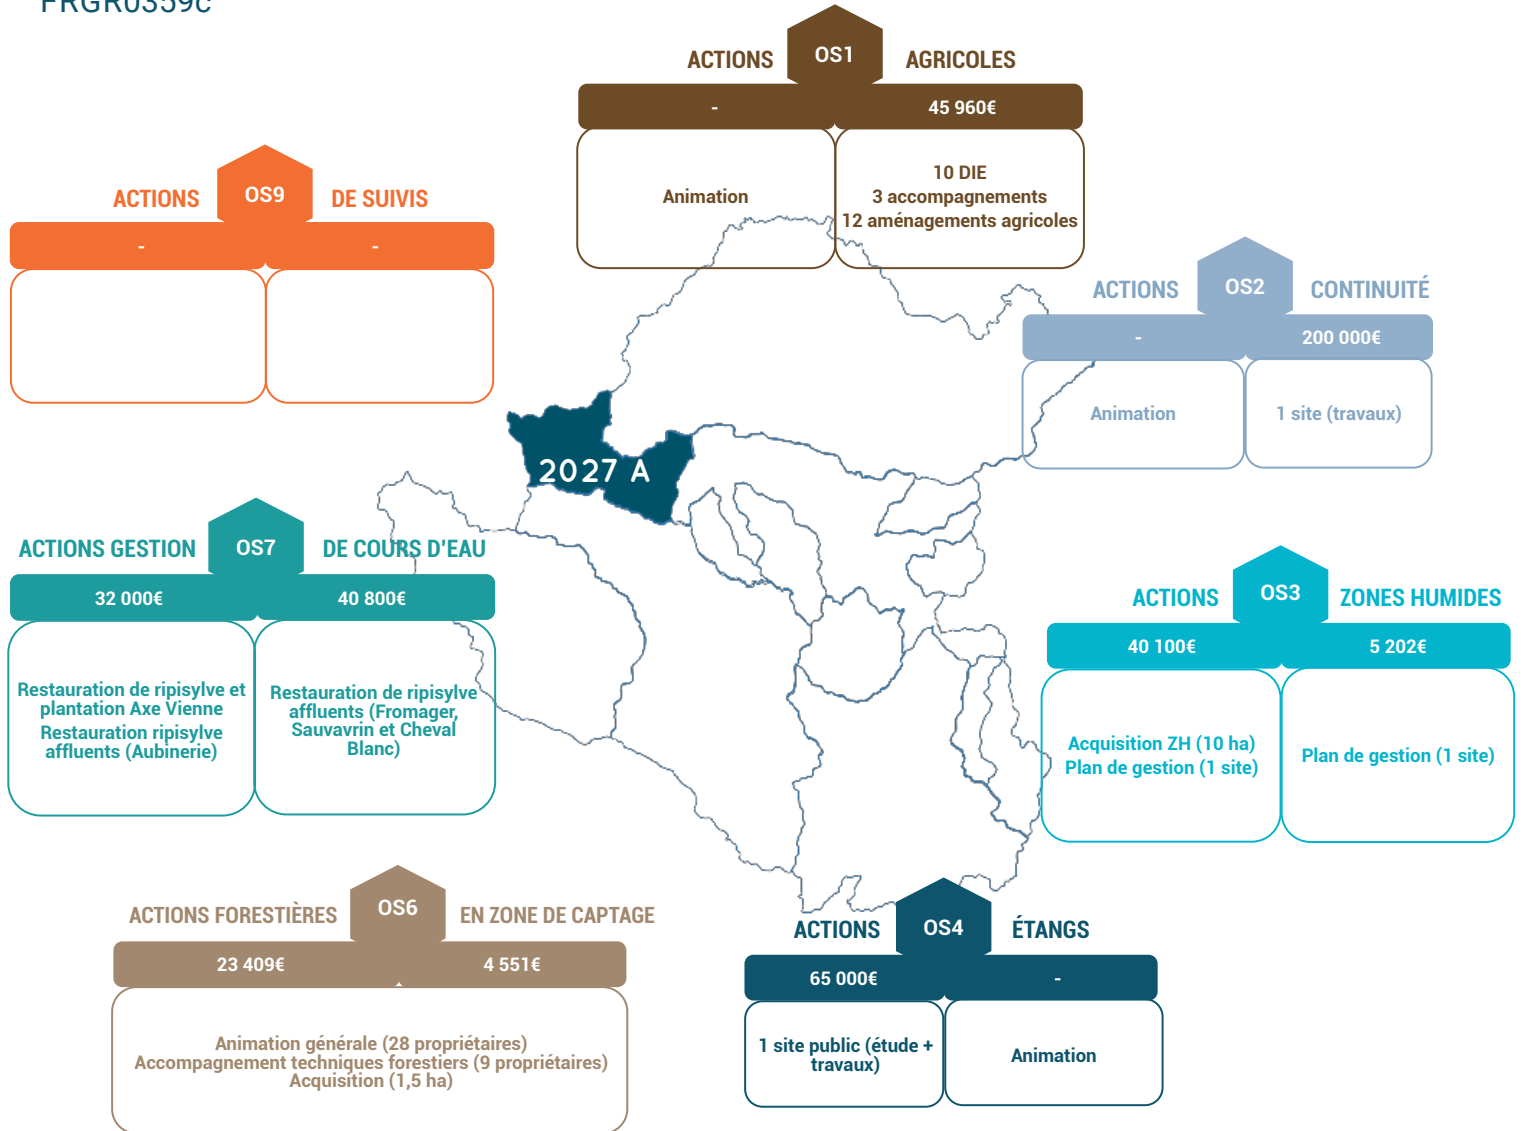 FRGR0359c
ACTIONS OS1 AGRICOLES
- 45 960€
Animation
10 DIE
3 accompagnements
12 aménagements agricoles
ACTIONS OS9 DE SUIVIS
- -
ACTIONS OS2 CONTINUITÉ
- 200 000€
Animation
1 site (travaux)
2027 A
ACTIONS GESTION OS7 DE COURS D'EAU
32 000€ 40 800€
Restauration de ripisylve et
plantation Axe Vienne
Restauration ripisylve
affluents (Aubinerie)
Restauration de ripisylve
affluents (Fromager,
Sauvavrin et Cheval
Blanc)
ACTIONS OS3 ZONES HUMIDES
40 100€ 5 202€
Acquisition ZH (10 ha)
Plan de gestion (1 site)
Plan de gestion (1 site)
ACTIONS FORESTIÈRES OS6 EN ZONE DE CAPTAGE
23 409€ 4 551€
Animation générale (28 propriétaires)
Accompagnement techniques forestiers (9 propriétaires)
Acquisition (1,5 ha)
ACTIONS OS4 ÉTANGS
65 000€ -
1 site public (étude +
travaux)
Animation